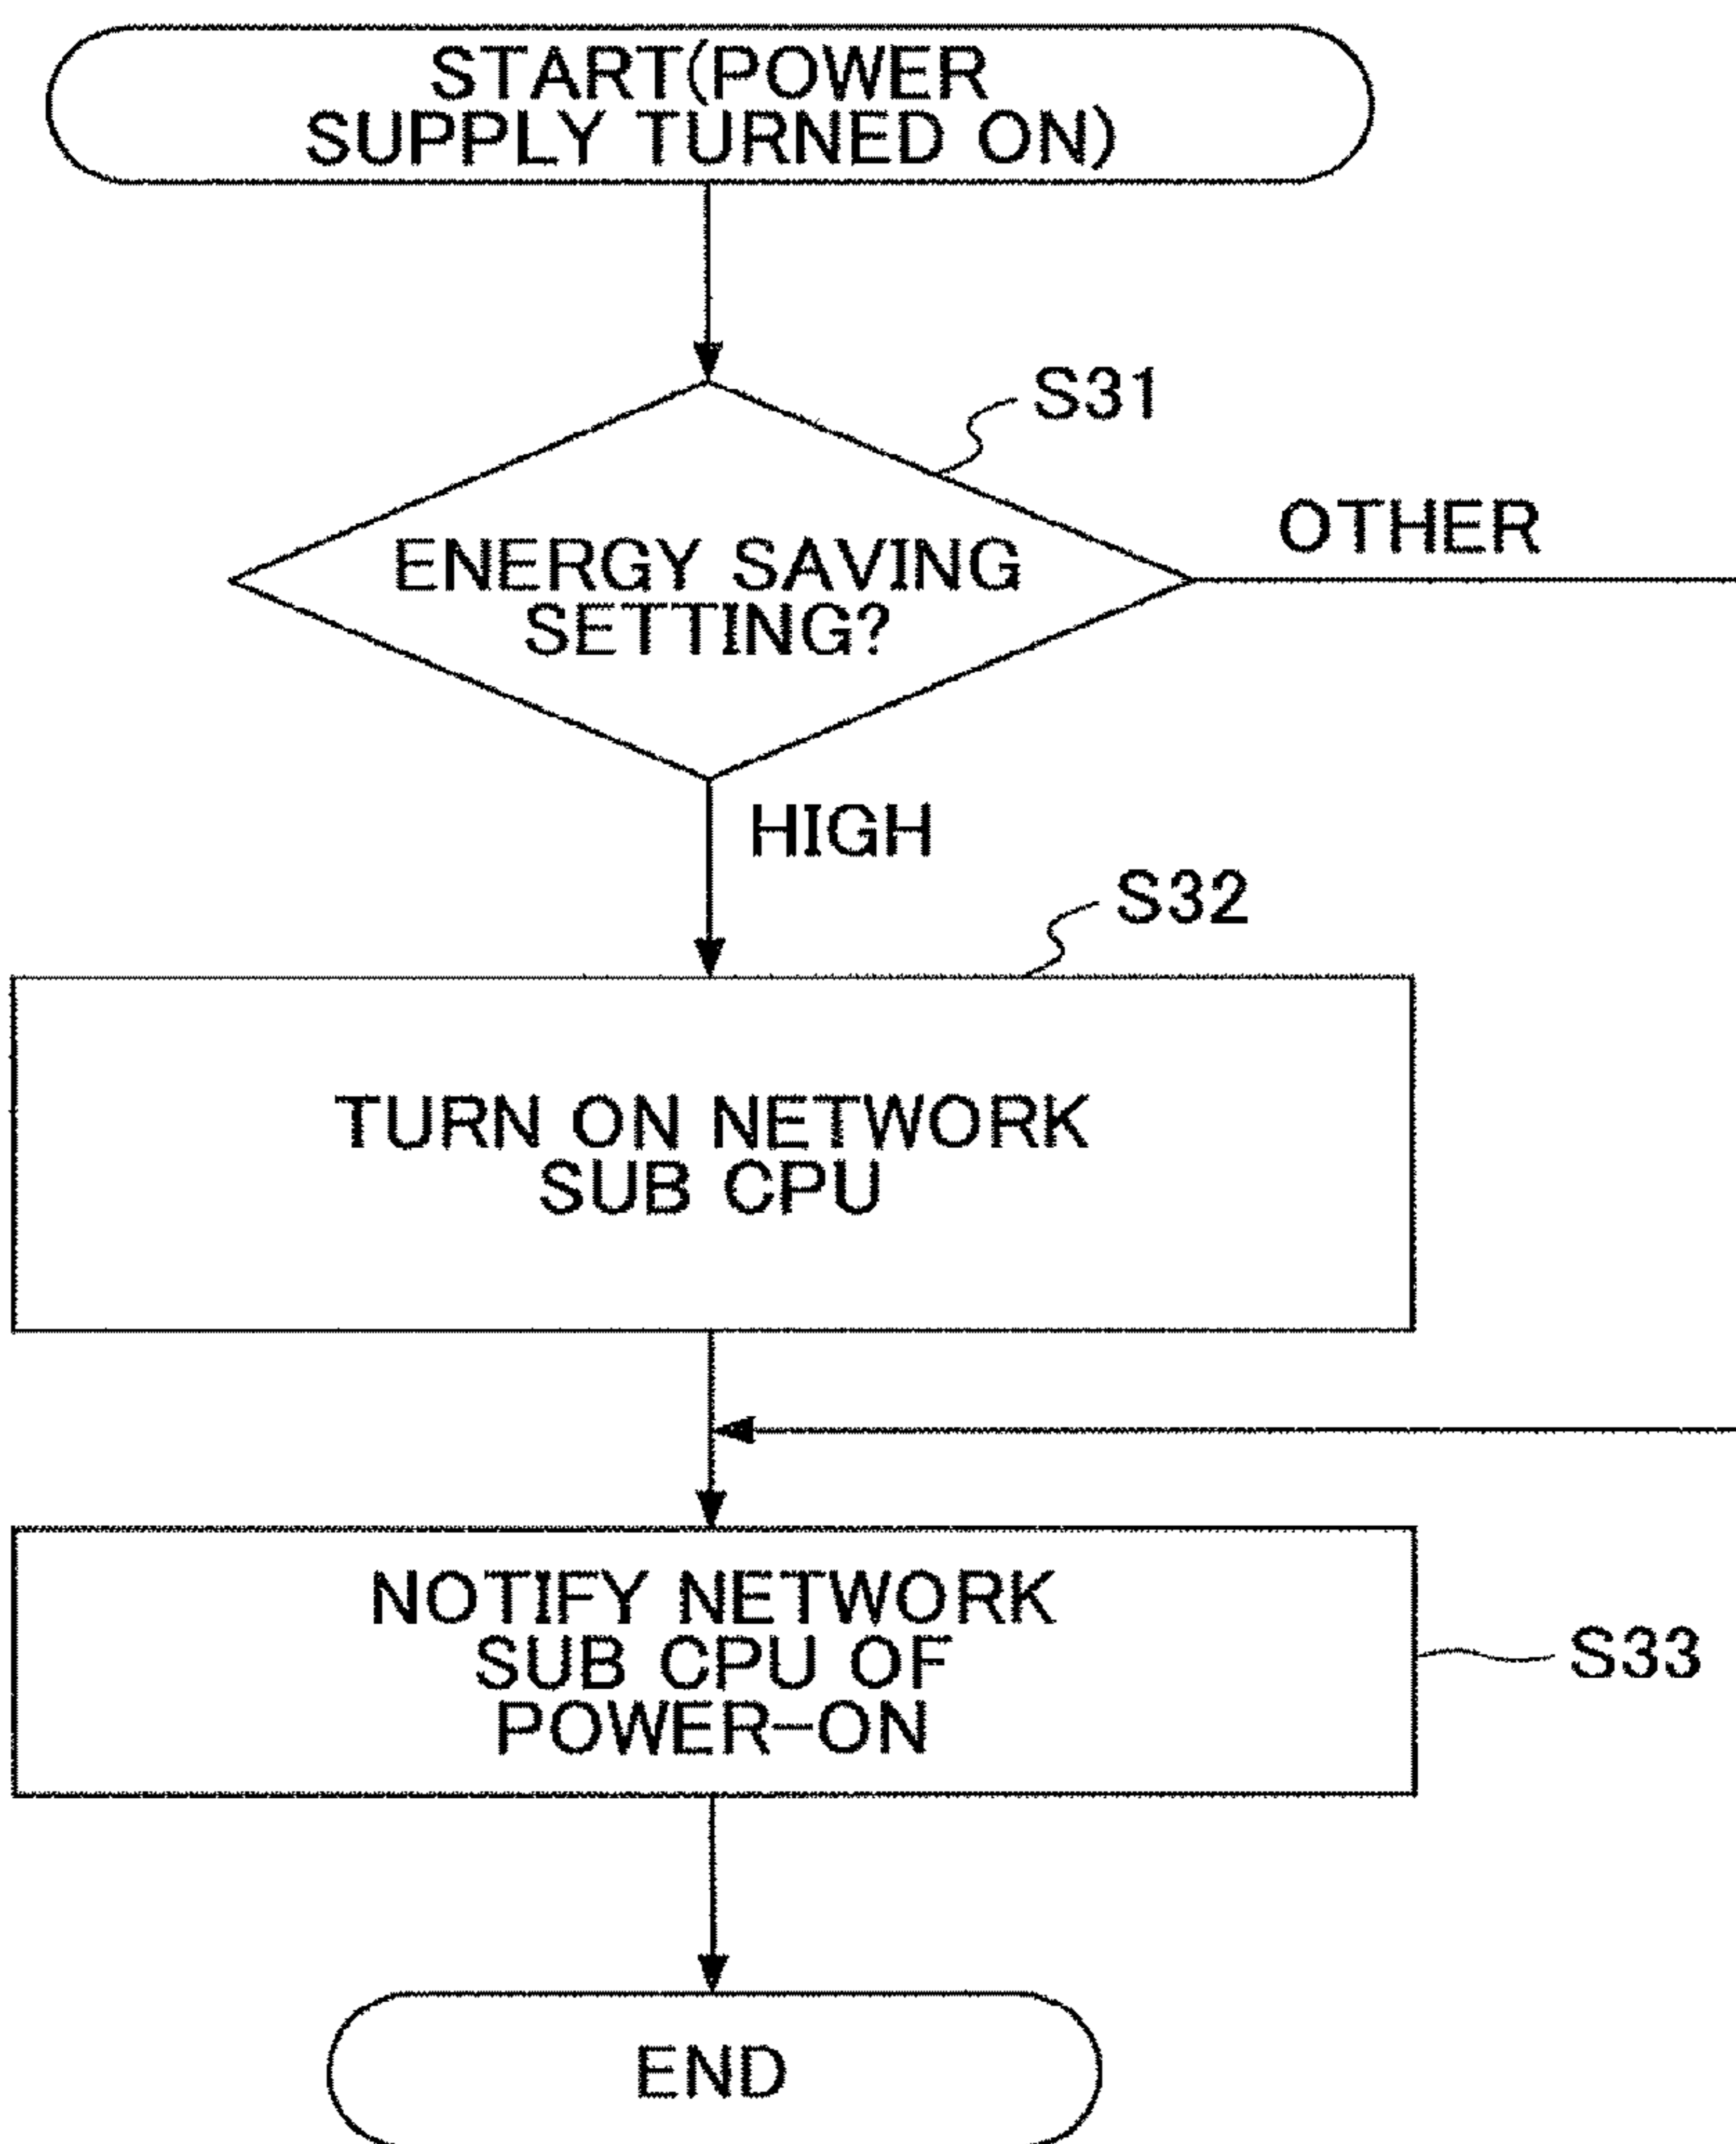 START(POWER
SUPPLY TURNED ON)
S31
ENERGY SAVING
SETTING?
OTHER
HIGH
S32
TURN ON NETWORK
SUB CPU
NOTIFY NETWORK
SUB CPU OF
POWER-ON
S33
END